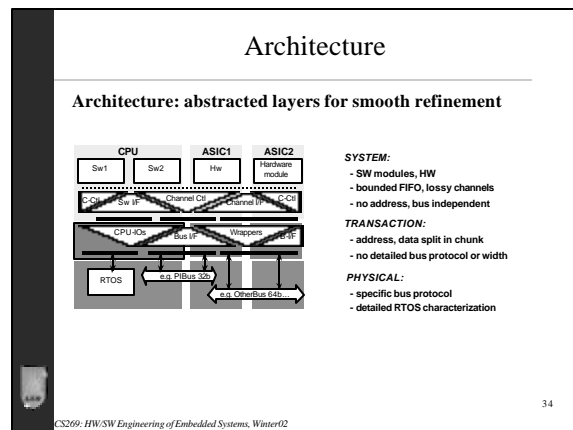 Architecture
Architecture: abstracted layers for smooth refinement
CPU ASIC1 ASIC2
Sw1 Sw2 Hw Hardware module
C-Ctl Sw I/F Channel Ctl Channel I/F C-Ctl
CPU-IOs Bus I/F Wrappers B-I/F
RTOS
e.g. PIBus 32b
e.g. OtherBus 64b...
SYSTEM:
- SW modules, HW
- bounded FIFO, lossy channels
- no address, bus independent
TRANSACTION:
- address, data split in chunk
- no detailed bus protocol or width
PHYSICAL:
- specific bus protocol
- detailed RTOS characterization
34
CS269: HW/SW Engineering of Embedded Systems, Winter02